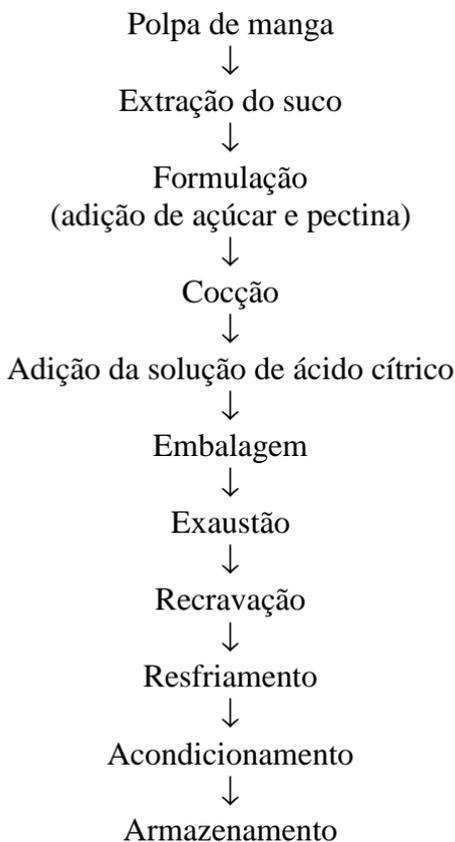 Polpa de manga
↓
Extração do suco
↓
Formulação
(adição de açúcar e pectina)
↓
Cocção
↓
Adição da solução de ácido cítrico
↓
Embalagem
↓
Exaustão
↓
Recravação
↓
Resfriamento
↓
Acondicionamento
↓
Armazenamento